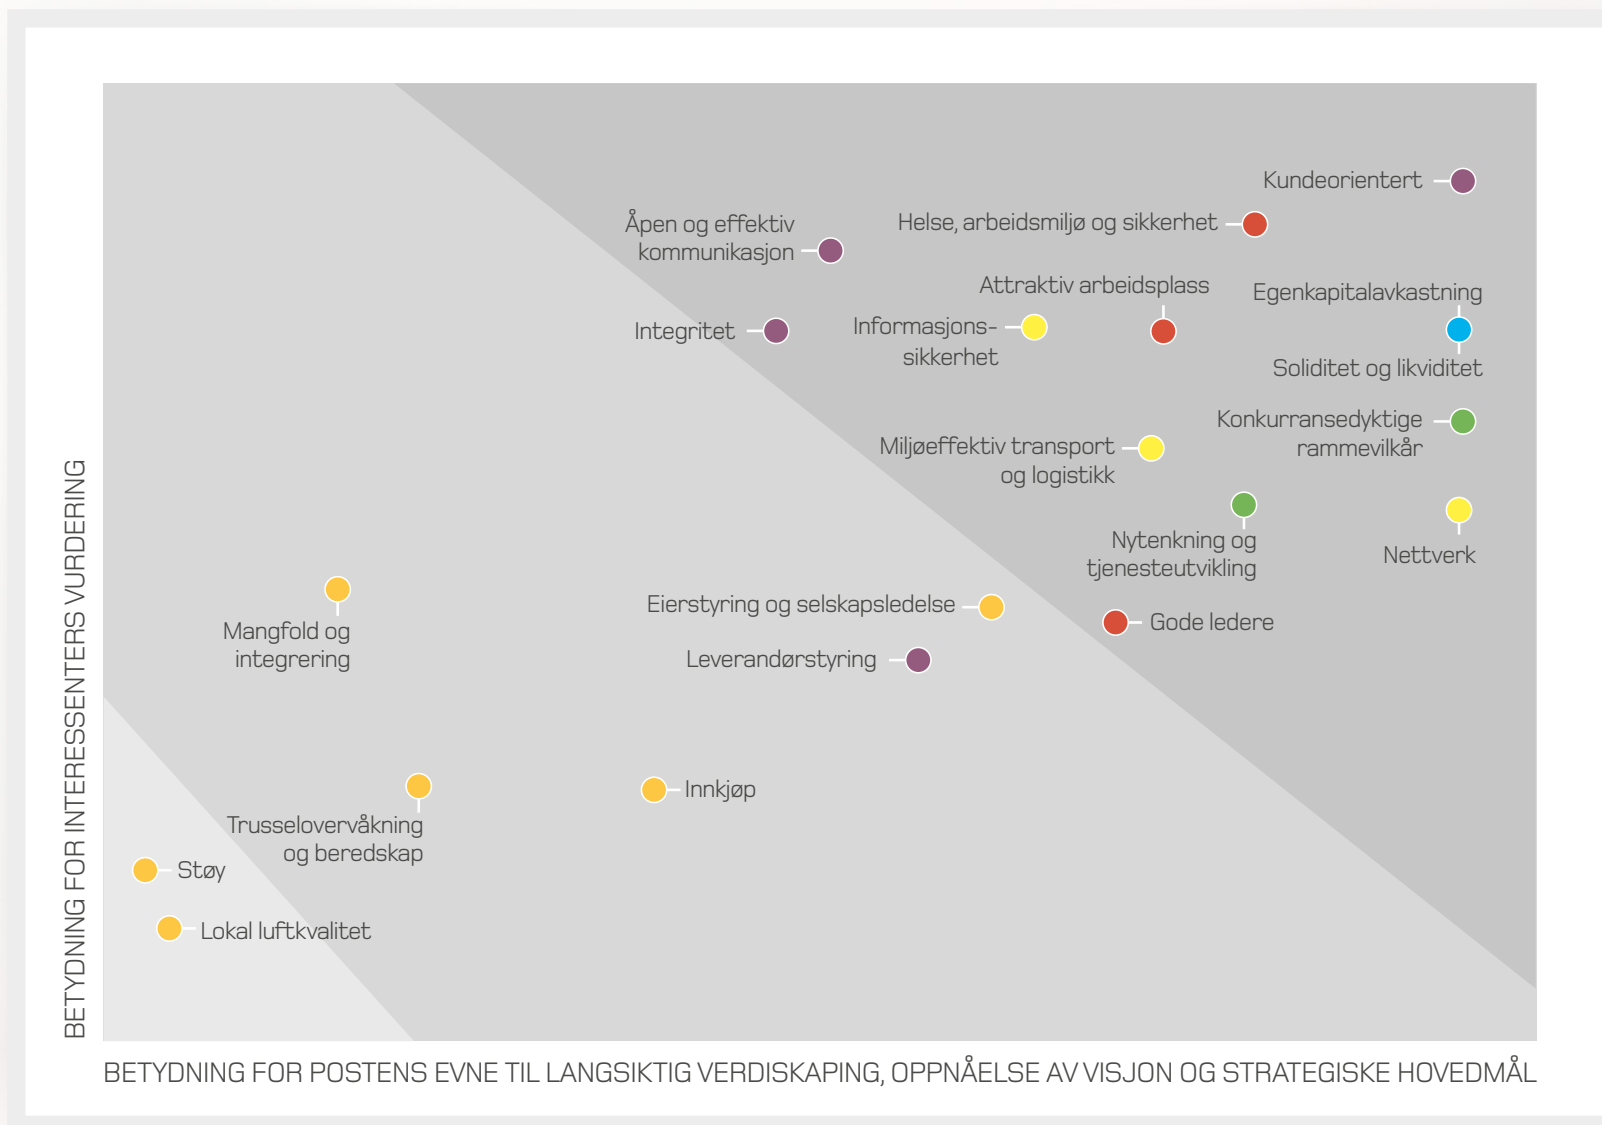 Kundeorientert
Åpen og effektiv
kommunikasjon
Helse, arbeidsmiljø og sikkerhet
Attraktiv arbeidsplass
Egenkapitalavkastning
Integritet
Informasjons-
sikkerhet
Soliditet og likviditet
Konkurransedyktige
rammevilkår
Miljøeffektiv transport
og logistikk
Nytenkning og
tjenesteutvikling
Nettverk
Eierstyring og selskapsledelse
Gode ledere
Mangfold og
integrering
Leverandørstyring
Innkjøp
Trusselovervåkning
og beredskap
Støy
Lokal luftkvalitet
BETYDNING FOR INTERESSENTERS VURDERING
BETYDNING FOR POSTENS EVNE TIL LANGSIKTIG VERDISKAPING, OPPNÅELSE AV VISJON OG STRATEGISKE HOVEDMÅL